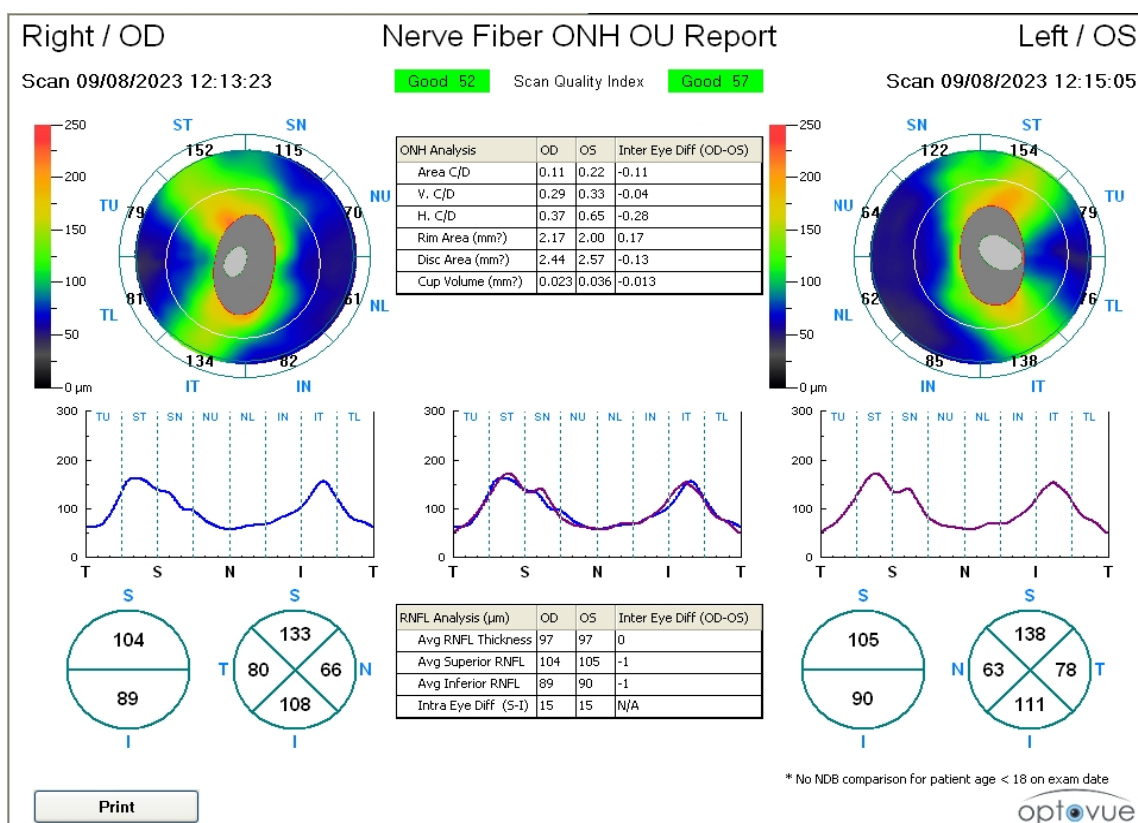 Right / OD
Nerve Fiber ONH OU Report
Left / OS
Scan 09/08/2023 12:13:23
Good 52
Scan Quality Index
Good 57
Scan 09/08/2023 12:15:05
250
200
150
100
50
0 µm
ST
SN
NU
NL
IN
IT
TL
TU
152
115
70
61
82
134
81
79
ONH Analysis OD OS Inter Eye Diff (OD-OS)
Area C/D 0.11 0.22 -0.11
V. C/D 0.29 0.33 -0.04
H. C/D 0.37 0.65 -0.28
Rim Area (mm?) 2.17 2.00 0.17
Disc Area (mm?) 2.44 2.57 -0.13
Cup Volume (mm?) 0.023 0.036 -0.013
250
200
150
100
50
0 µm
SN
ST
TU
TL
IT
IN
NL
NU
122
154
76
138
85
62
64
300
200
100
0
TU ST SN NU NL IN IT TL
T S N I T
300
200
100
0
TU ST SN NU NL IN IT TL
T S N I T
300
200
100
0
TU ST SN NU NL IN IT TL
T S N I T
S
104
89
I
S
133
T 80 66 N
108
I
RNFL Analysis (µm) OD OS Inter Eye Diff (OD-OS)
Avg RNFL Thickness 97 97 0
Avg Superior RNFL 104 105 -1
Avg Inferior RNFL 89 90 -1
Intra Eye Diff (S-I) 15 15 N/A
S
105
90
I
S
138
N 63 78 T
111
I
* No NDB comparison for patient age < 18 on exam date
Print
optovue